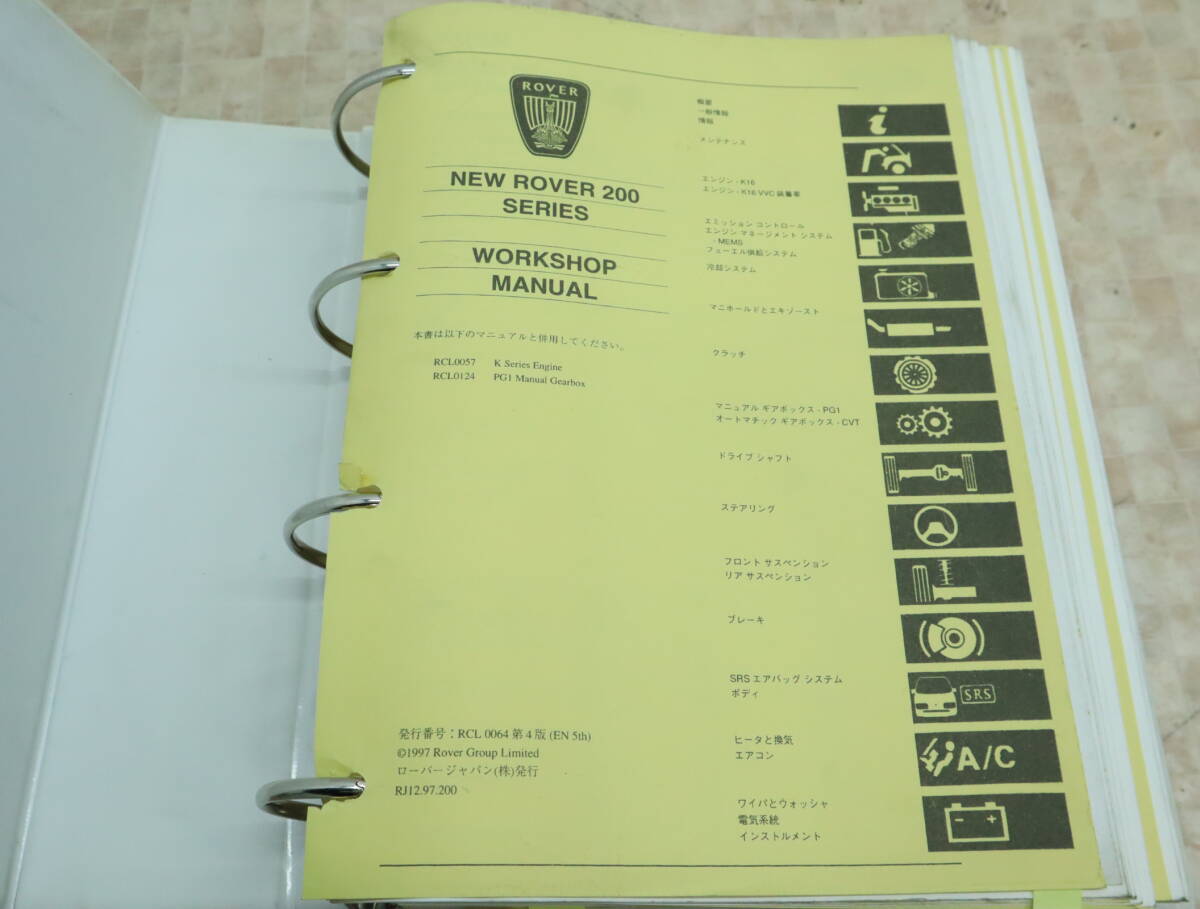 ROVER
NEW ROVER 200
SERIES
WORKSHOP
MANUAL
本書は以下のマニュアルと併用してください。
RCL0057 K Series Engine
RCL0124 PG1 Manual Gearbox
発行番号：RCL 0064 第4版 (EN 5th)
©1997 Rover Group Limited
ローバージャパン(株)発行
RJ12.97.200
概要
一般情報
情報
メンテナンス
エンジン - K16
エンジン - K16 VVC 装着車
エミッション コントロール
エンジン マネージメント システム
- MEMS
フューエル供給システム
冷却システム
マニホールドとエキゾースト
クラッチ
マニュアル ギアボックス - PG1
オートマチック ギアボックス - CVT
ドライブ シャフト
ステアリング
フロント サスペンション
リア サスペンション
ブレーキ
SRS エアバッグ システム
ボディ
SRS
ヒータと換気
エアコン
A/C
ワイパとウォッシャ
電気系統
インストルメント